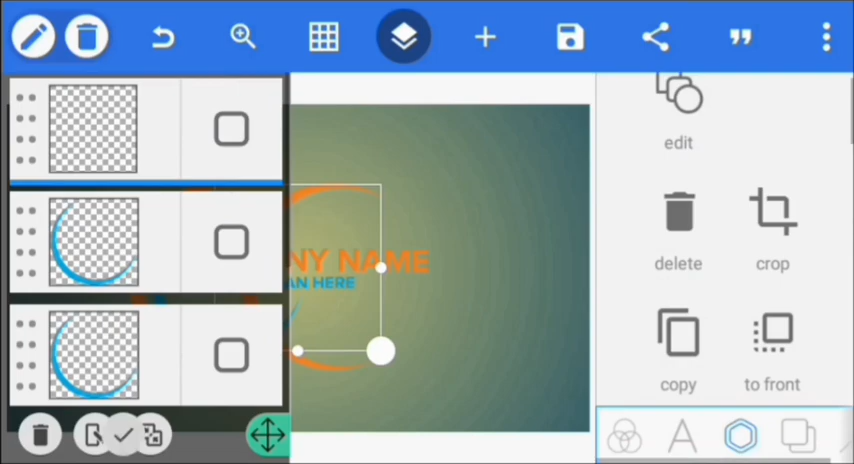 NY NAME
AN HERE
edit
delete
crop
copy
to front